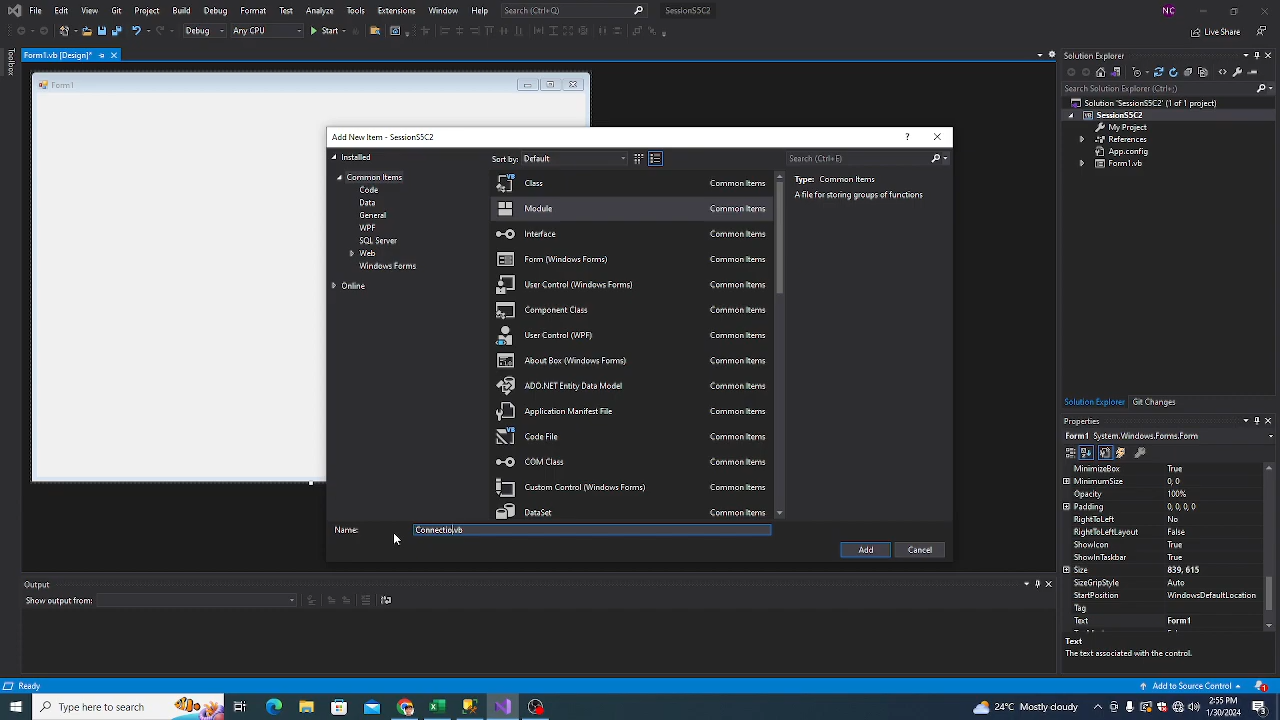 File Edit View Git Project Build Debug Format Test Analyze Tools Extensions Window Help Search (Ctrl+Q) SessionS5C2 NC
Debug Any CPU Start Live Share
Form1.vb [Design]* Solution Explorer
Toolbox
Form1
Search Solution Explorer (Ctrl+;)
Solution 'SessionS5C2' (1 of 1 project)
SessionS5C2
My Project
References
App.config
Form1.vb
Add New Item - SessionS5C2
Installed
Sort by: Default
Search (Ctrl+E)
Common Items
Code
Data
General
WPF
SQL Server
Web
Windows Forms
Online
Class Common Items
Module Common Items
Interface Common Items
Form (Windows Forms) Common Items
User Control (Windows Forms) Common Items
Component Class Common Items
User Control (WPF) Common Items
About Box (Windows Forms) Common Items
ADO.NET Entity Data Model Common Items
Application Manifest File Common Items
Code File Common Items
COM Class Common Items
Custom Control (Windows Forms) Common Items
DataSet Common Items
Type: Common Items
A file for storing groups of functions
Name: Connectio.vb
Add Cancel
Solution Explorer Git Changes
Properties
Form1 System.Windows.Forms.Form
MinimizeBox True
MinimumSize 0; 0
Opacity 100%
Padding 0; 0; 0; 0
RightToLeft No
RightToLeftLayout False
ShowIcon True
ShowInTaskbar True
Size 839; 615
SizeGripStyle Auto
StartPosition WindowsDefaultLocation
Tag
Text Form1
Text
The text associated with the control.
Output
Show output from:
Ready Add to Source Control 1
Type here to search 24°C Mostly cloudy 2:55 PM
1/30/2024